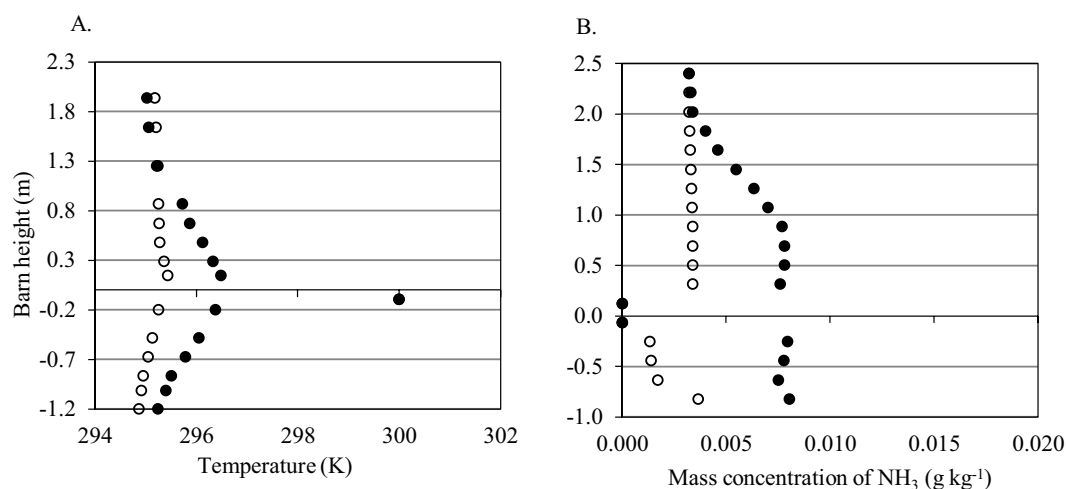 A.
2.3
1.8
1.3
0.8
0.3
-0.2
-0.7
-1.2
294 296 298 300 302
Barn height (m)
Temperature (K)
B.
2.5
2.0
1.5
1.0
0.5
0.0
-0.5
-1.0
0.000 0.005 0.010 0.015 0.020
Mass concentration of NH₃ (g kg⁻¹)